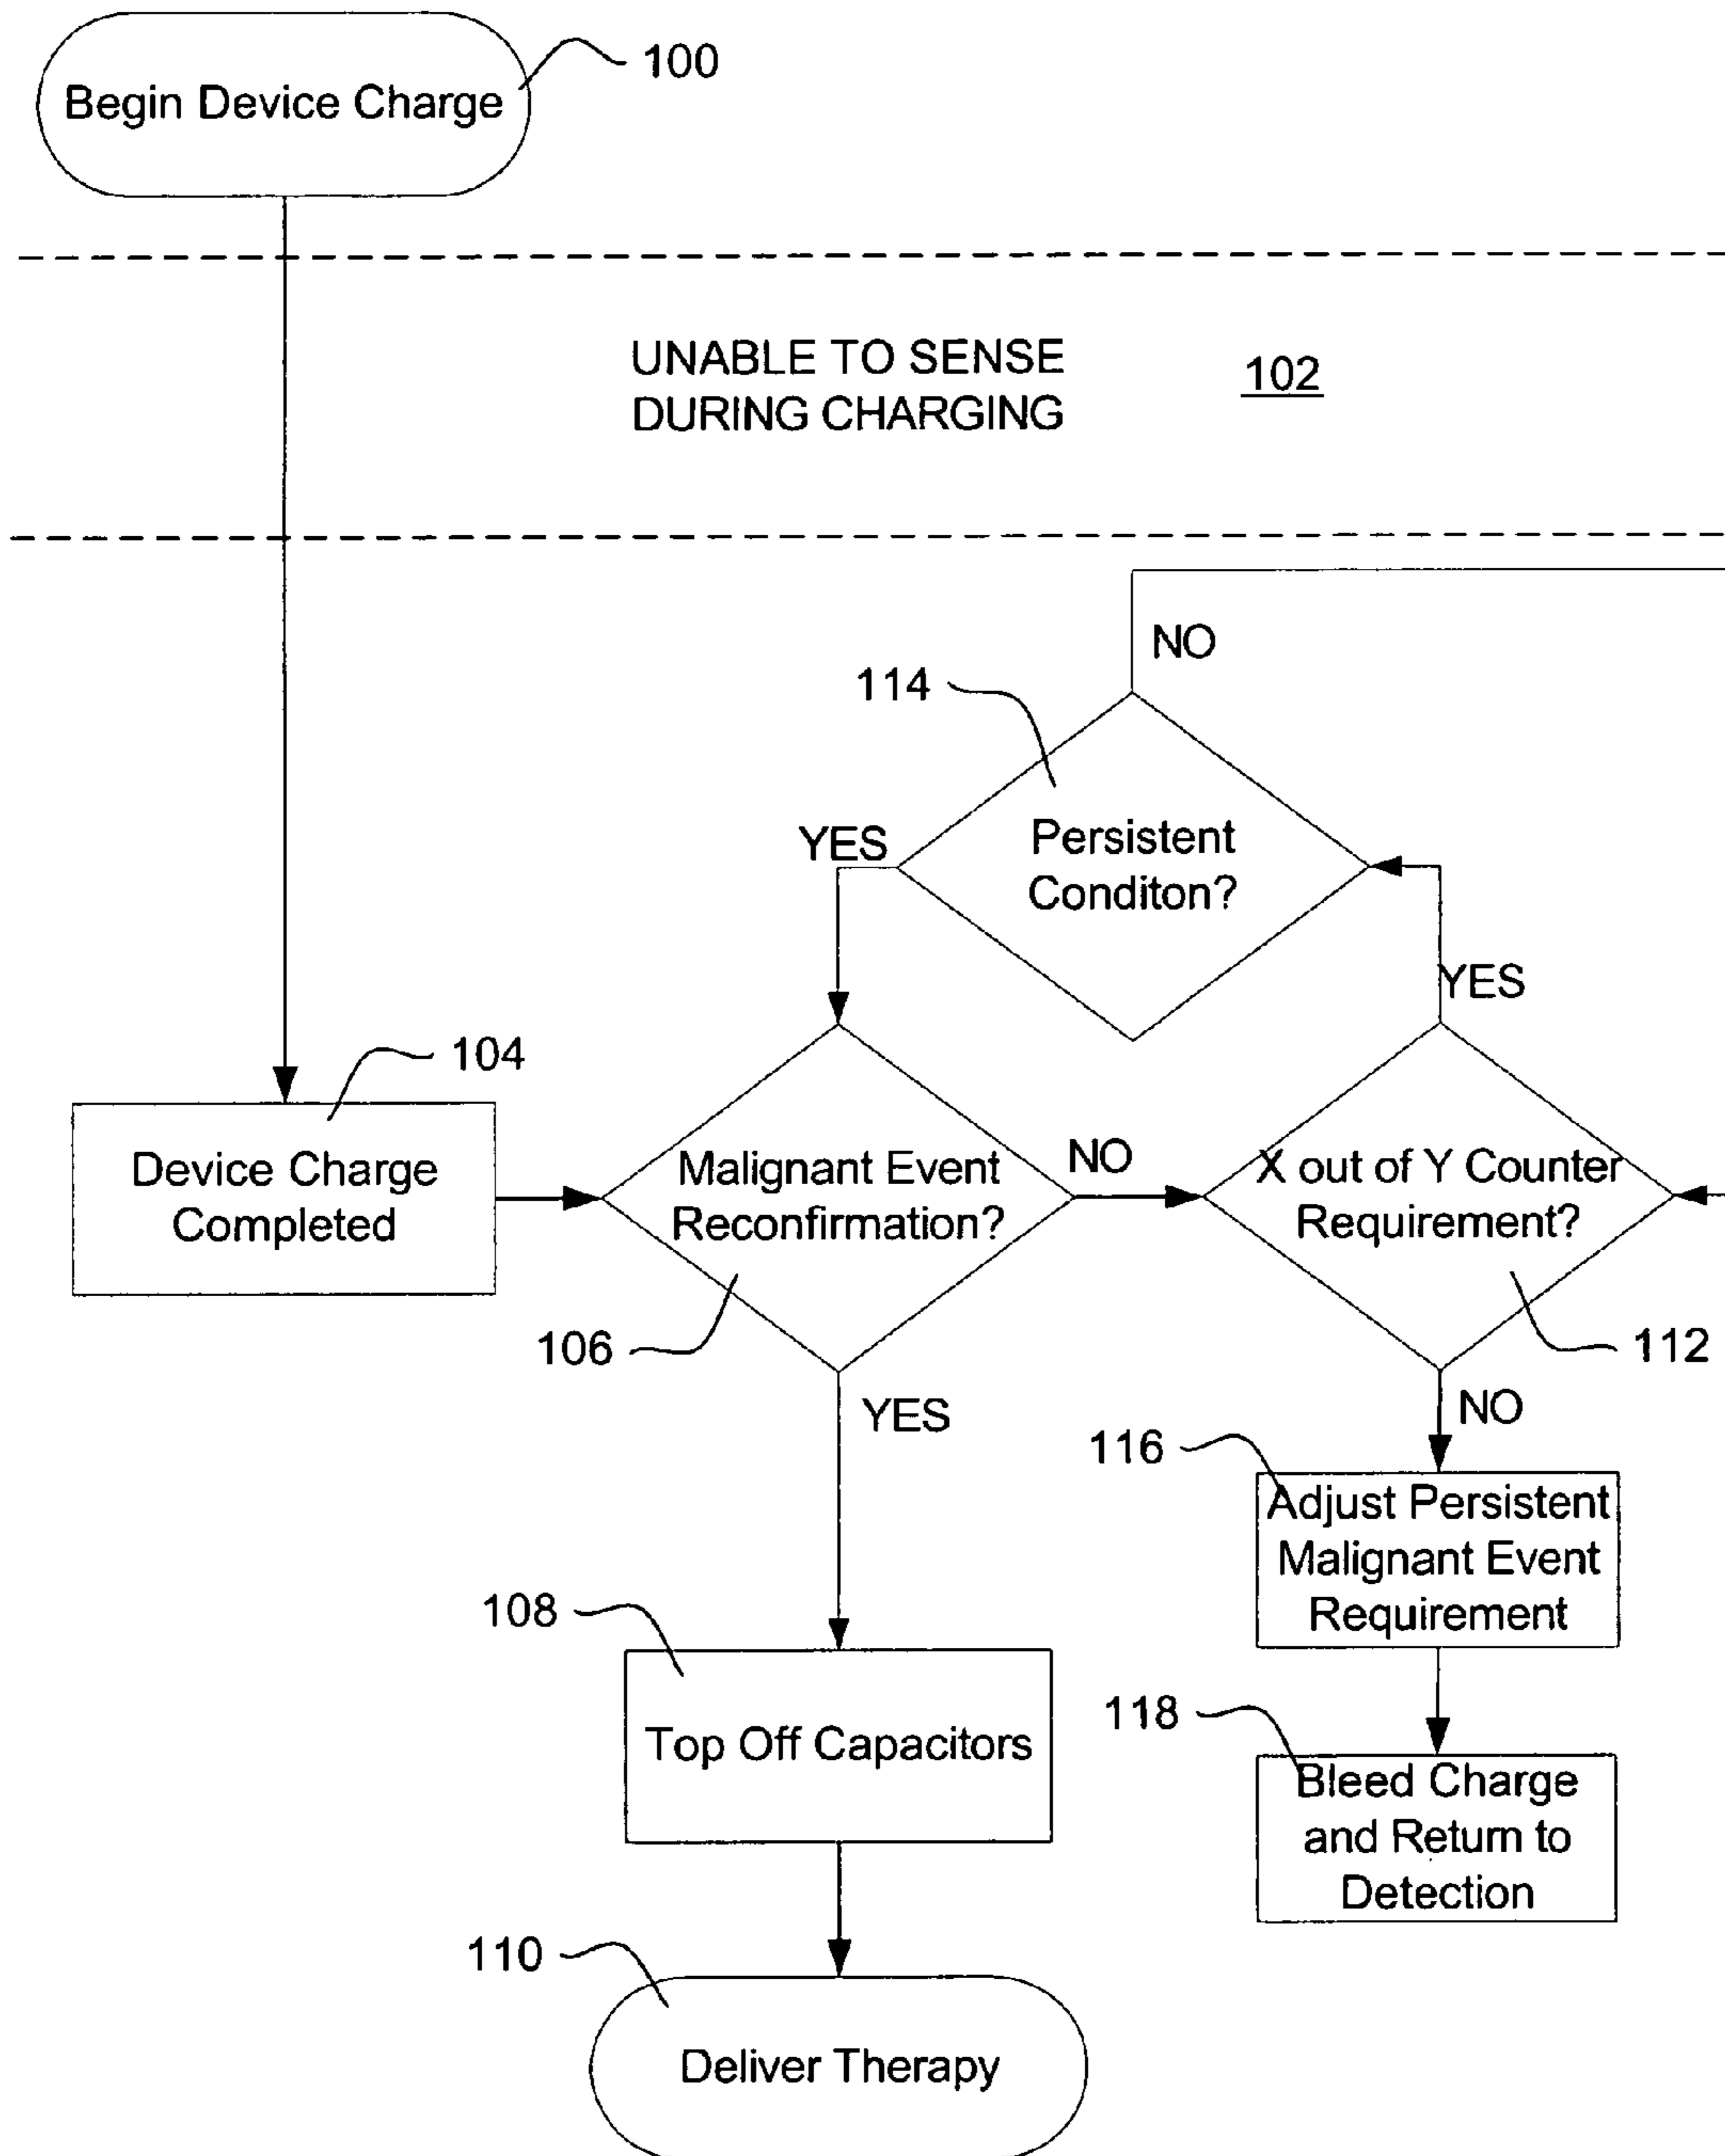 Begin Device Charge
100
UNABLE TO SENSE
DURING CHARGING
102
NO
114
YES
Persistent
Conditon?
YES
104
Device Charge
Completed
Malignant Event
Reconfirmation?
NO
X out of Y Counter
Requirement?
106
112
YES
NO
116
Adjust Persistent
Malignant Event
Requirement
108
Top Off Capacitors
118
Bleed Charge
and Return to
Detection
110
Deliver Therapy